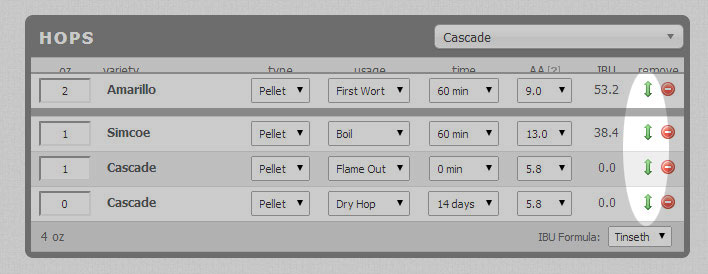 HOPS Cascade
oz variety type usage time AA [?] IBU remove
2 Amarillo Pellet First Wort 60 min 9.0 53.2
1 Simcoe Pellet Boil 60 min 13.0 38.4
1 Cascade Pellet Flame Out 0 min 5.8 0.0
0 Cascade Pellet Dry Hop 14 days 5.8 0.0
4 oz IBU Formula: Tinseth